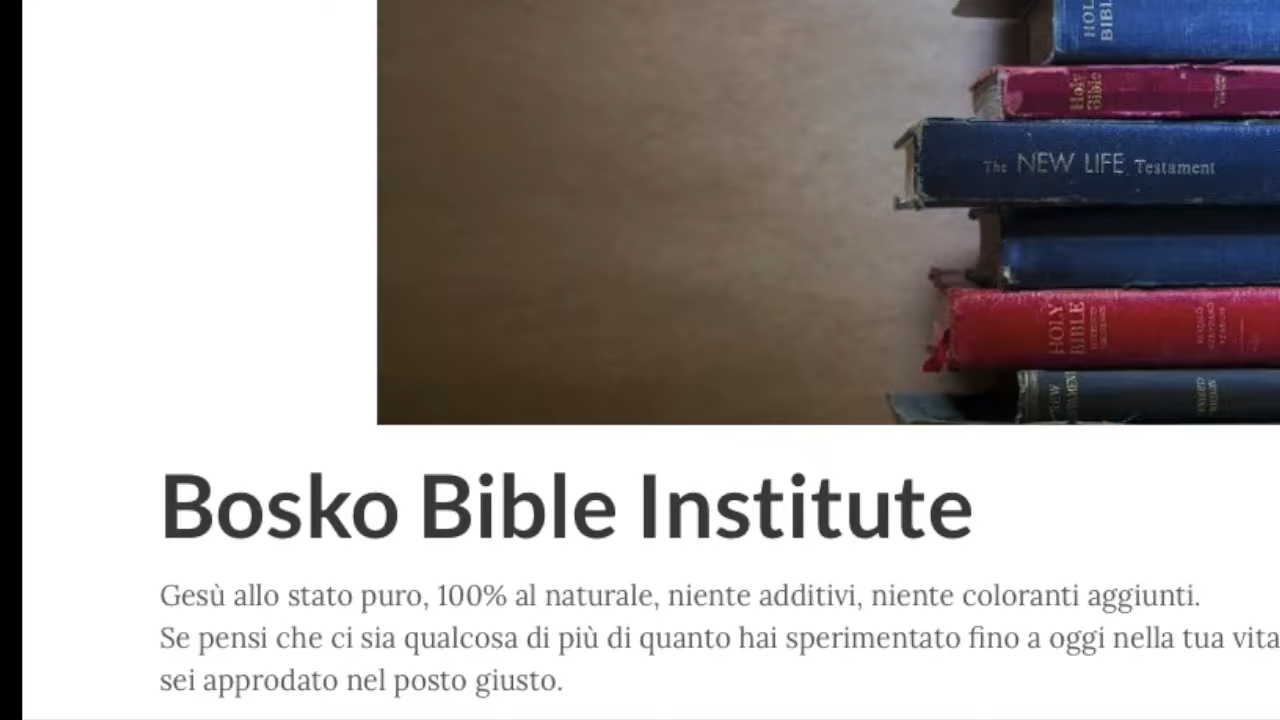 HOLY BIBLE
Holy Bible
The NEW LIFE Testament
HOLY BIBLE
Bosko Bible Institute
Gesù allo stato puro, 100% al naturale, niente additivi, niente coloranti aggiunti.
Se pensi che ci sia qualcosa di più di quanto hai sperimentato fino a oggi nella tua vita
sei approdato nel posto giusto.